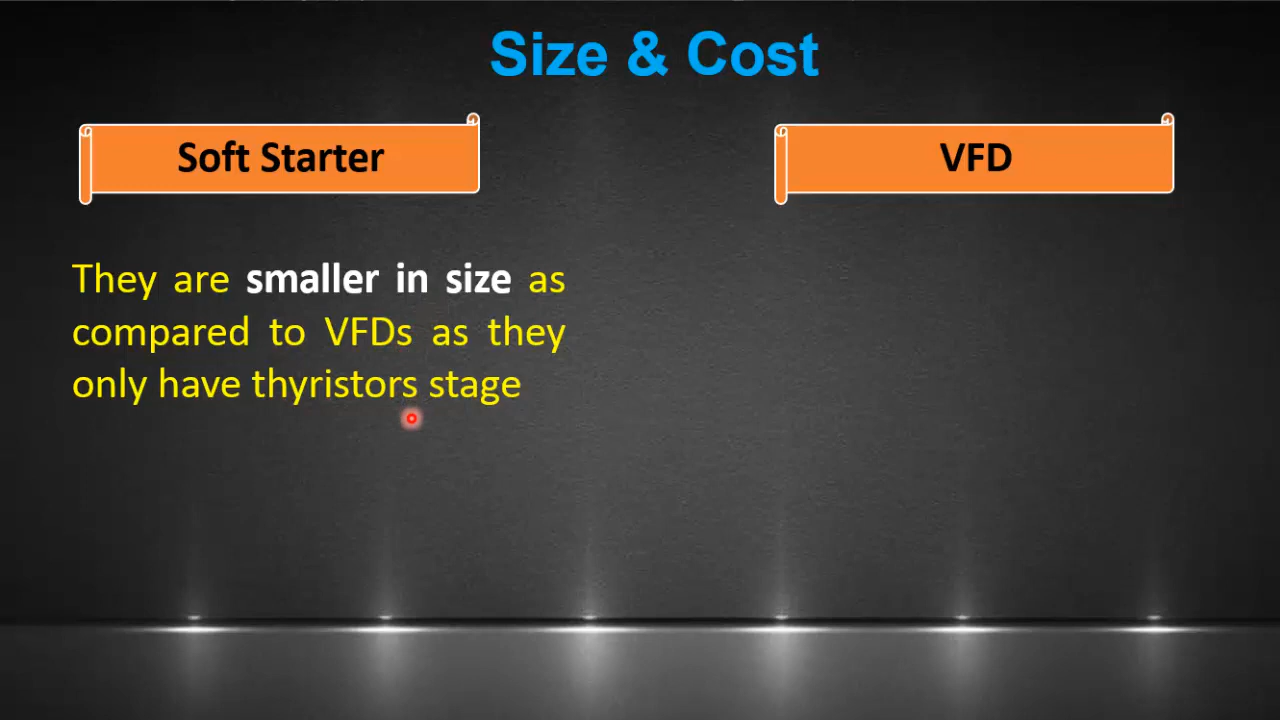 Size & Cost
Soft Starter
VFD
They are smaller in size as
compared to VFDs as they
only have thyristors stage